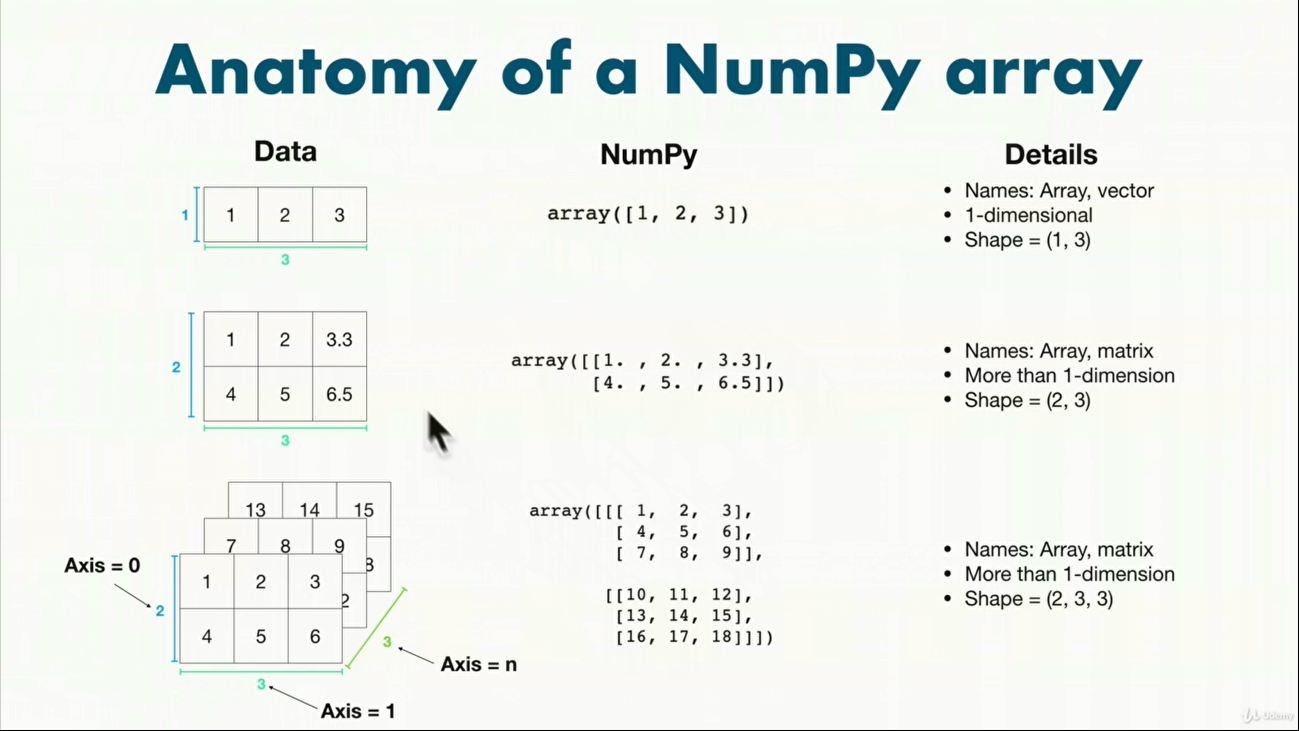 Anatomy of a NumPy array
Data
1
1 2 3
3
2
1 2 3.3
4 5 6.5
3
13 14 15
7 8 9
8
Axis = 0
1 2 3
2
2
4 5 6
3
Axis = n
3
Axis = 1
NumPy
array([1, 2, 3])
array([[1. , 2. , 3.3],
[4. , 5. , 6.5]])
array([[[ 1, 2, 3],
[ 4, 5, 6],
[ 7, 8, 9]],
[[10, 11, 12],
[13, 14, 15],
[16, 17, 18]]])
Details
• Names: Array, vector
• 1-dimensional
• Shape = (1, 3)
• Names: Array, matrix
• More than 1-dimension
• Shape = (2, 3)
• Names: Array, matrix
• More than 1-dimension
• Shape = (2, 3, 3)
Udemy